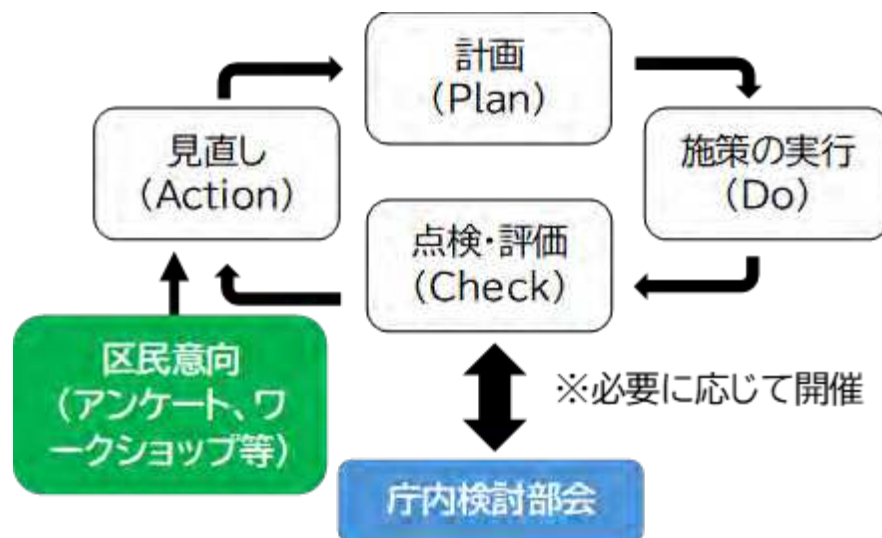 計画
(Plan)
見直し
(Action)
施策の実行
(Do)
点検・評価
(Check)
区民意向
(アンケート、ワ
ークショップ等)
※必要に応じて開催
庁内検討部会